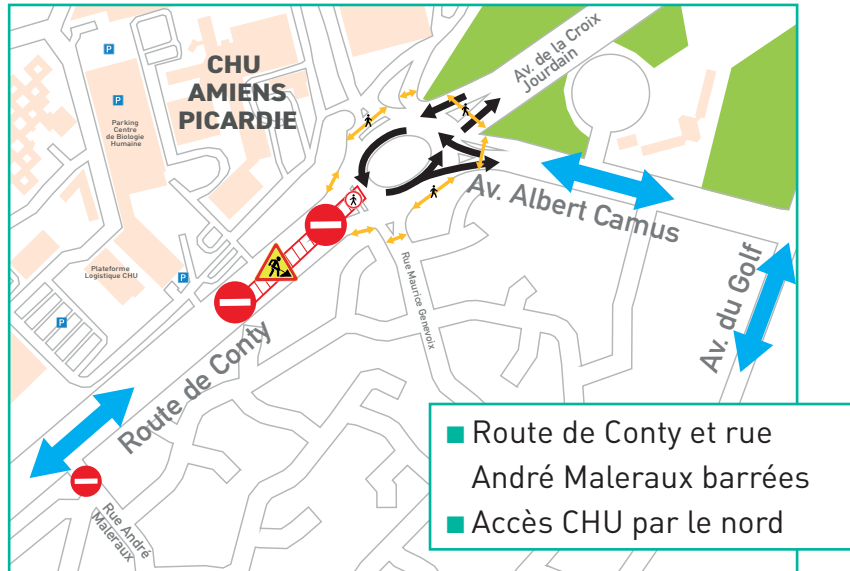 CHU
AMIENS
PICARDIE
Av. de la Croix
Jourdain
P
P
Parking
Centre
de Biologie
Humaine
Av. Albert Camus
Plateforme
Logistique CHU
P
P
Rue Maurice Genevoix
Av. du Golf
Route de Conty
Rue André
Maleraux
■ Route de Conty et rue
André Maleraux barrées
■ Accès CHU par le nord